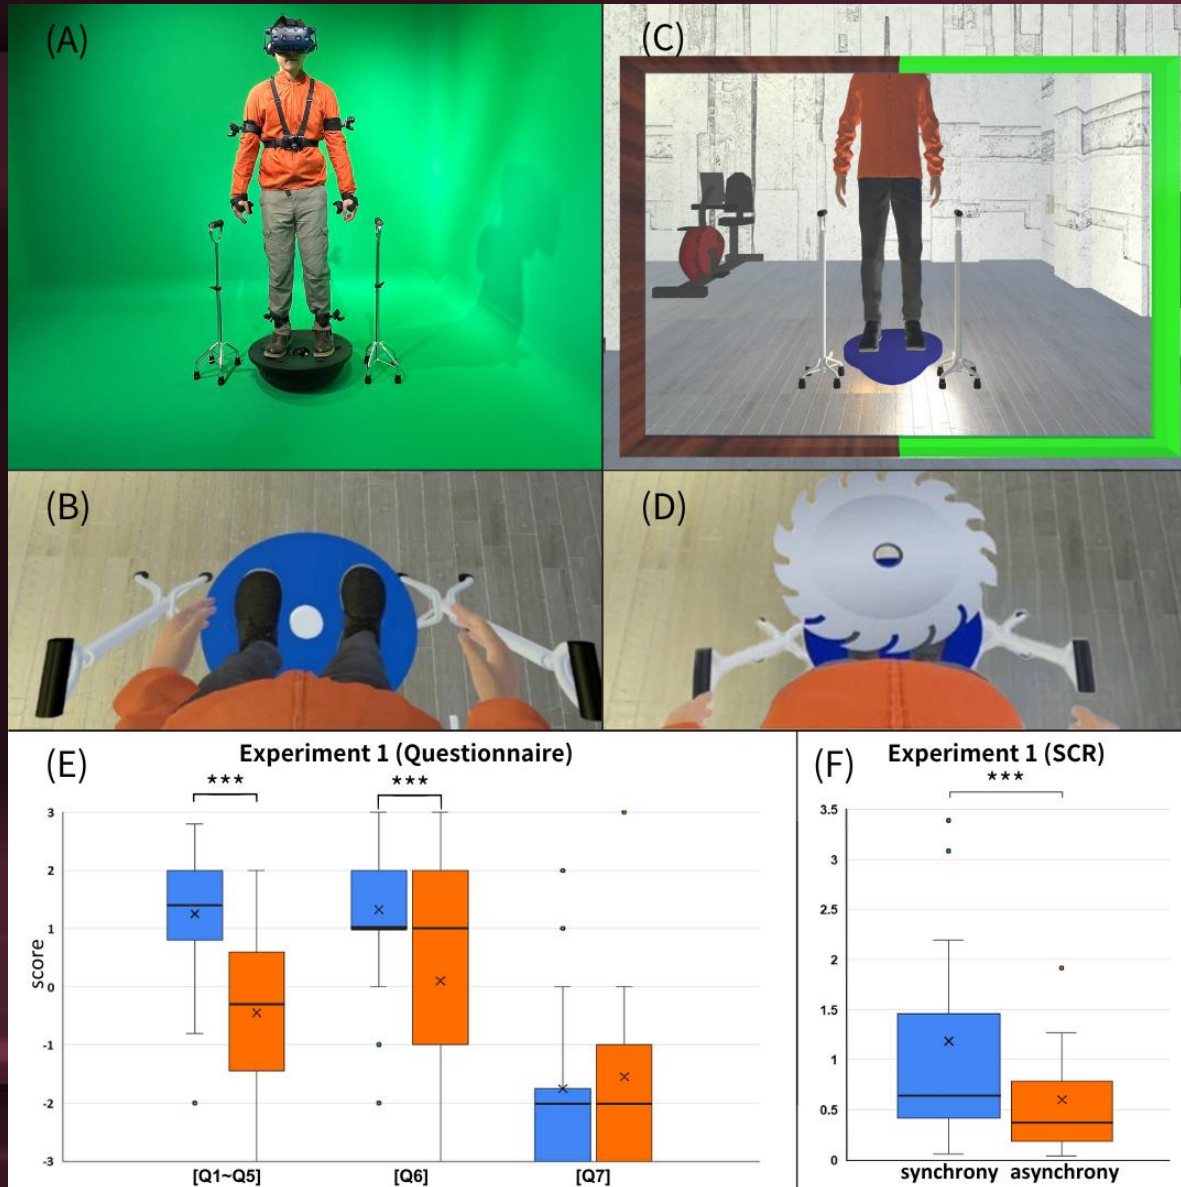 (A)
(C)
(B)
(D)
(E)
Experiment 1 (Questionnaire)
***
***
score
3
2
1
0
-1
-2
-3
[Q1~Q5]
[Q6]
[Q7]
(F)
Experiment 1 (SCR)
***
3.5
3
2.5
2
1.5
1
0.5
0
synchrony
asynchrony